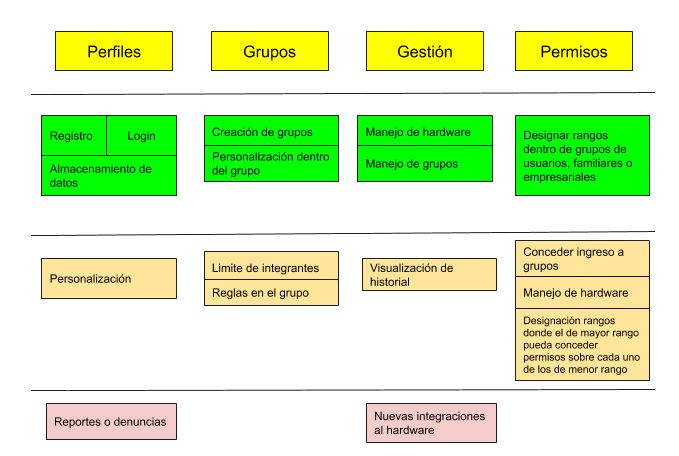 Perfiles
Grupos
Gestión
Permisos
Registro
Login
Almacenamiento de
datos
Creación de grupos
Personalización dentro
del grupo
Manejo de hardware
Manejo de grupos
Designar rangos
dentro de grupos de
usuarios, familiares o
empresariales
Personalización
Limite de integrantes
Reglas en el grupo
Visualización de
historial
Conceder ingreso a
grupos
Manejo de hardware
Designación rangos
donde el de mayor rango
pueda conceder
permisos sobre cada uno
de los de menor rango
Reportes o denuncias
Nuevas integraciones
al hardware